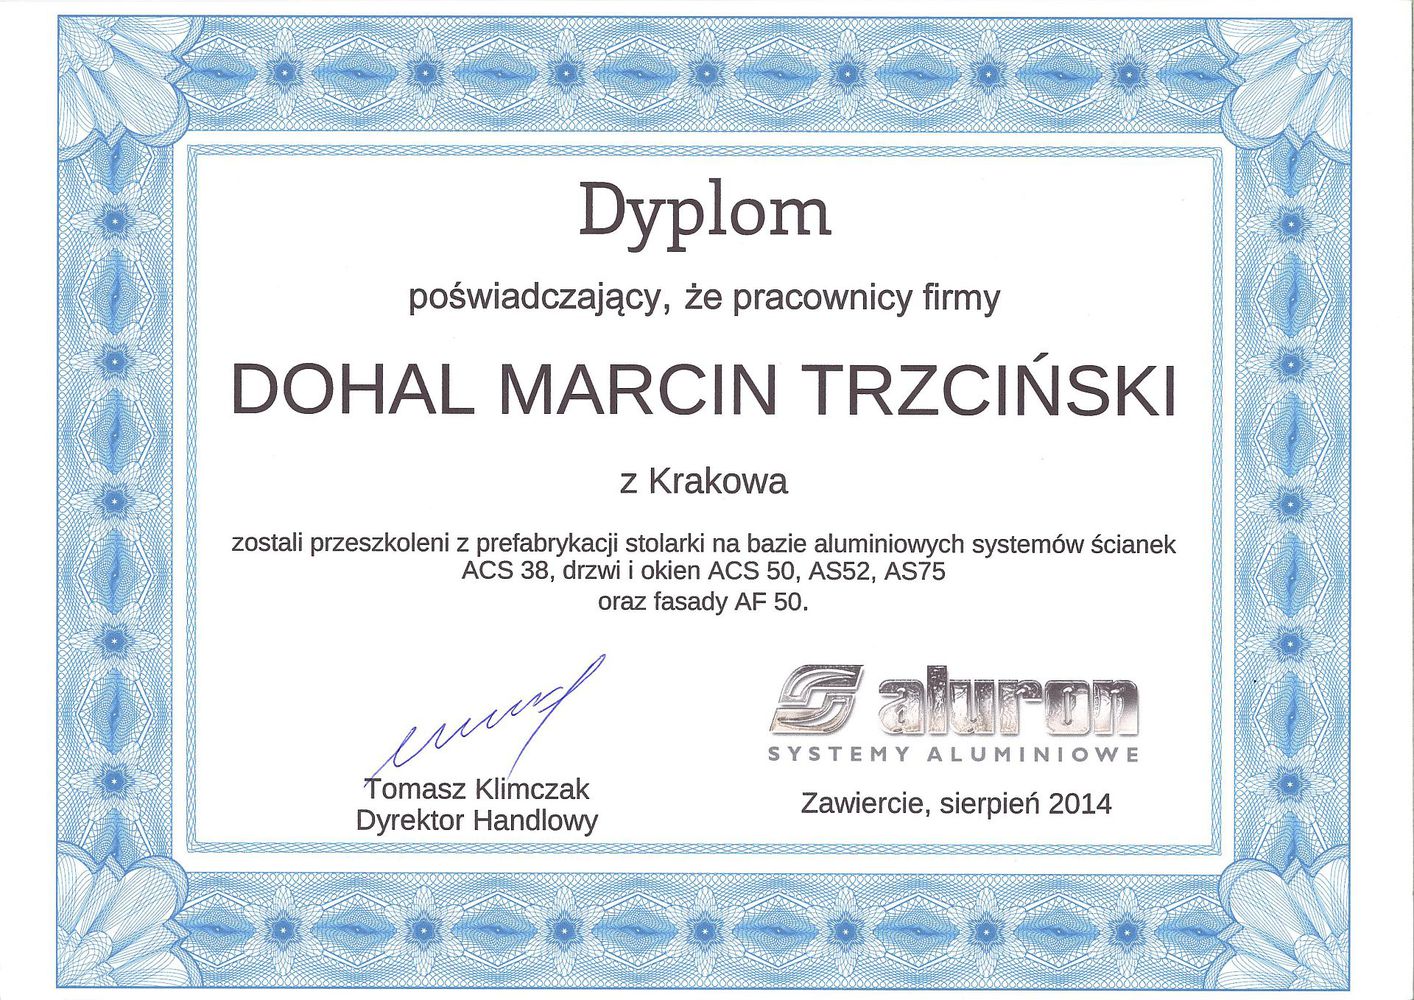 Dyplom
poświadczający, że pracownicy firmy
DOHAL MARCIN TRZCIŃSKI
z Krakowa
zostali przeszkoleni z prefabrykacji stolarki na bazie aluminiowych systemów ścianek
ACS 38, drzwi i okien ACS 50, AS52, AS75
oraz fasady AF 50.
aluron
SYSTEMY ALUMINIOWE
Tomasz Klimczak
Dyrektor Handlowy
Zawiercie, sierpień 2014